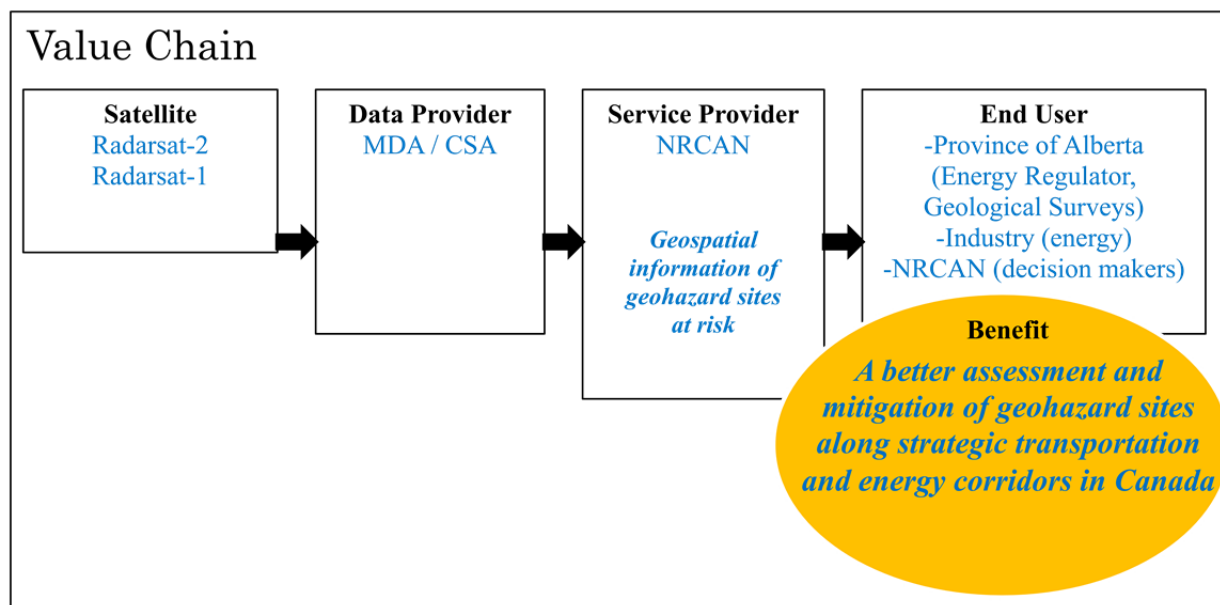 Value Chain
Satellite
Radarsat-2
Radarsat-1
Data Provider
MDA / CSA
Service Provider
NRCAN
Geospatial
information of
geohazard sites
at risk
End User
-Province of Alberta
(Energy Regulator,
Geological Surveys)
-Industry (energy)
-NRCAN (decision makers)
Benefit
A better assessment and
mitigation of geohazard sites
along strategic transportation
and energy corridors in Canada